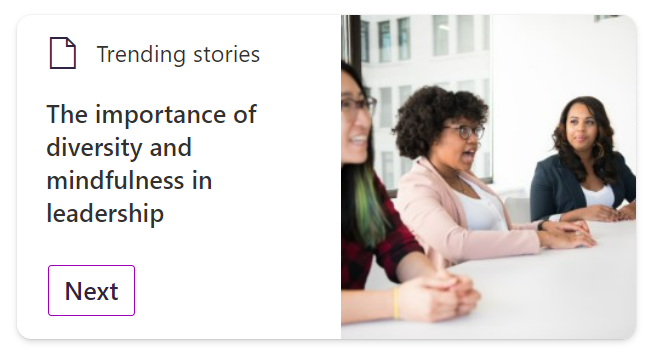 Trending stories
The importance of
diversity and
mindfulness in
leadership
Next